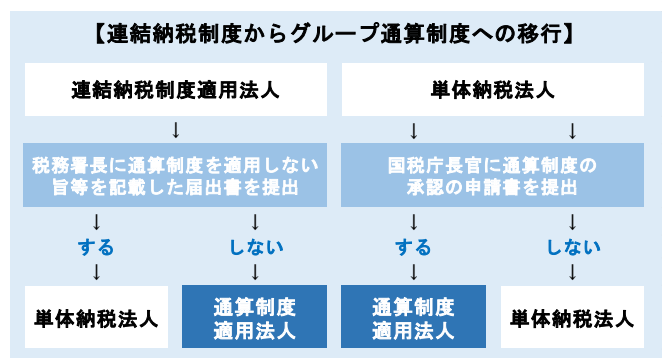 【連結納税制度からグループ通算制度への移行】
連結納税制度適用法人
単体納税法人
↓
↓
↓
税務署長に通算制度を適用しない
旨等を記載した届出書を提出
国税庁長官に通算制度の
承認の申請書を提出
↓
↓
↓
↓
する
しない
する
しない
↓
↓
↓
↓
単体納税法人
通算制度
適用法人
通算制度
適用法人
単体納税法人